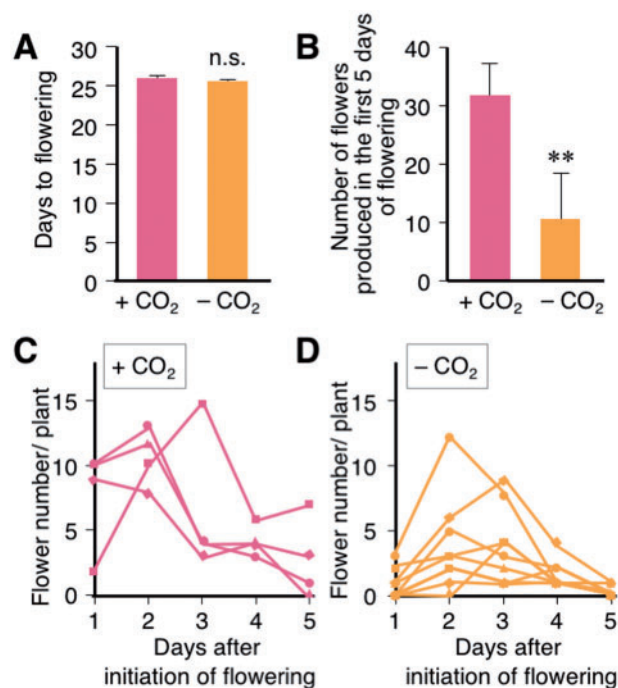 A
Days to flowering
30
25
20
15
10
5
0
n.s.
+ CO₂
– CO₂
B
Number of flowers
produced in the first 5 days
of flowering
40
30
20
10
0
**
+ CO₂
– CO₂
C
+ CO₂
Flower number/ plant
15
10
5
0
1 2 3 4 5
Days after
initiation of flowering
D
– CO₂
Flower number/ plant
15
10
5
0
1 2 3 4 5
Days after
initiation of flowering